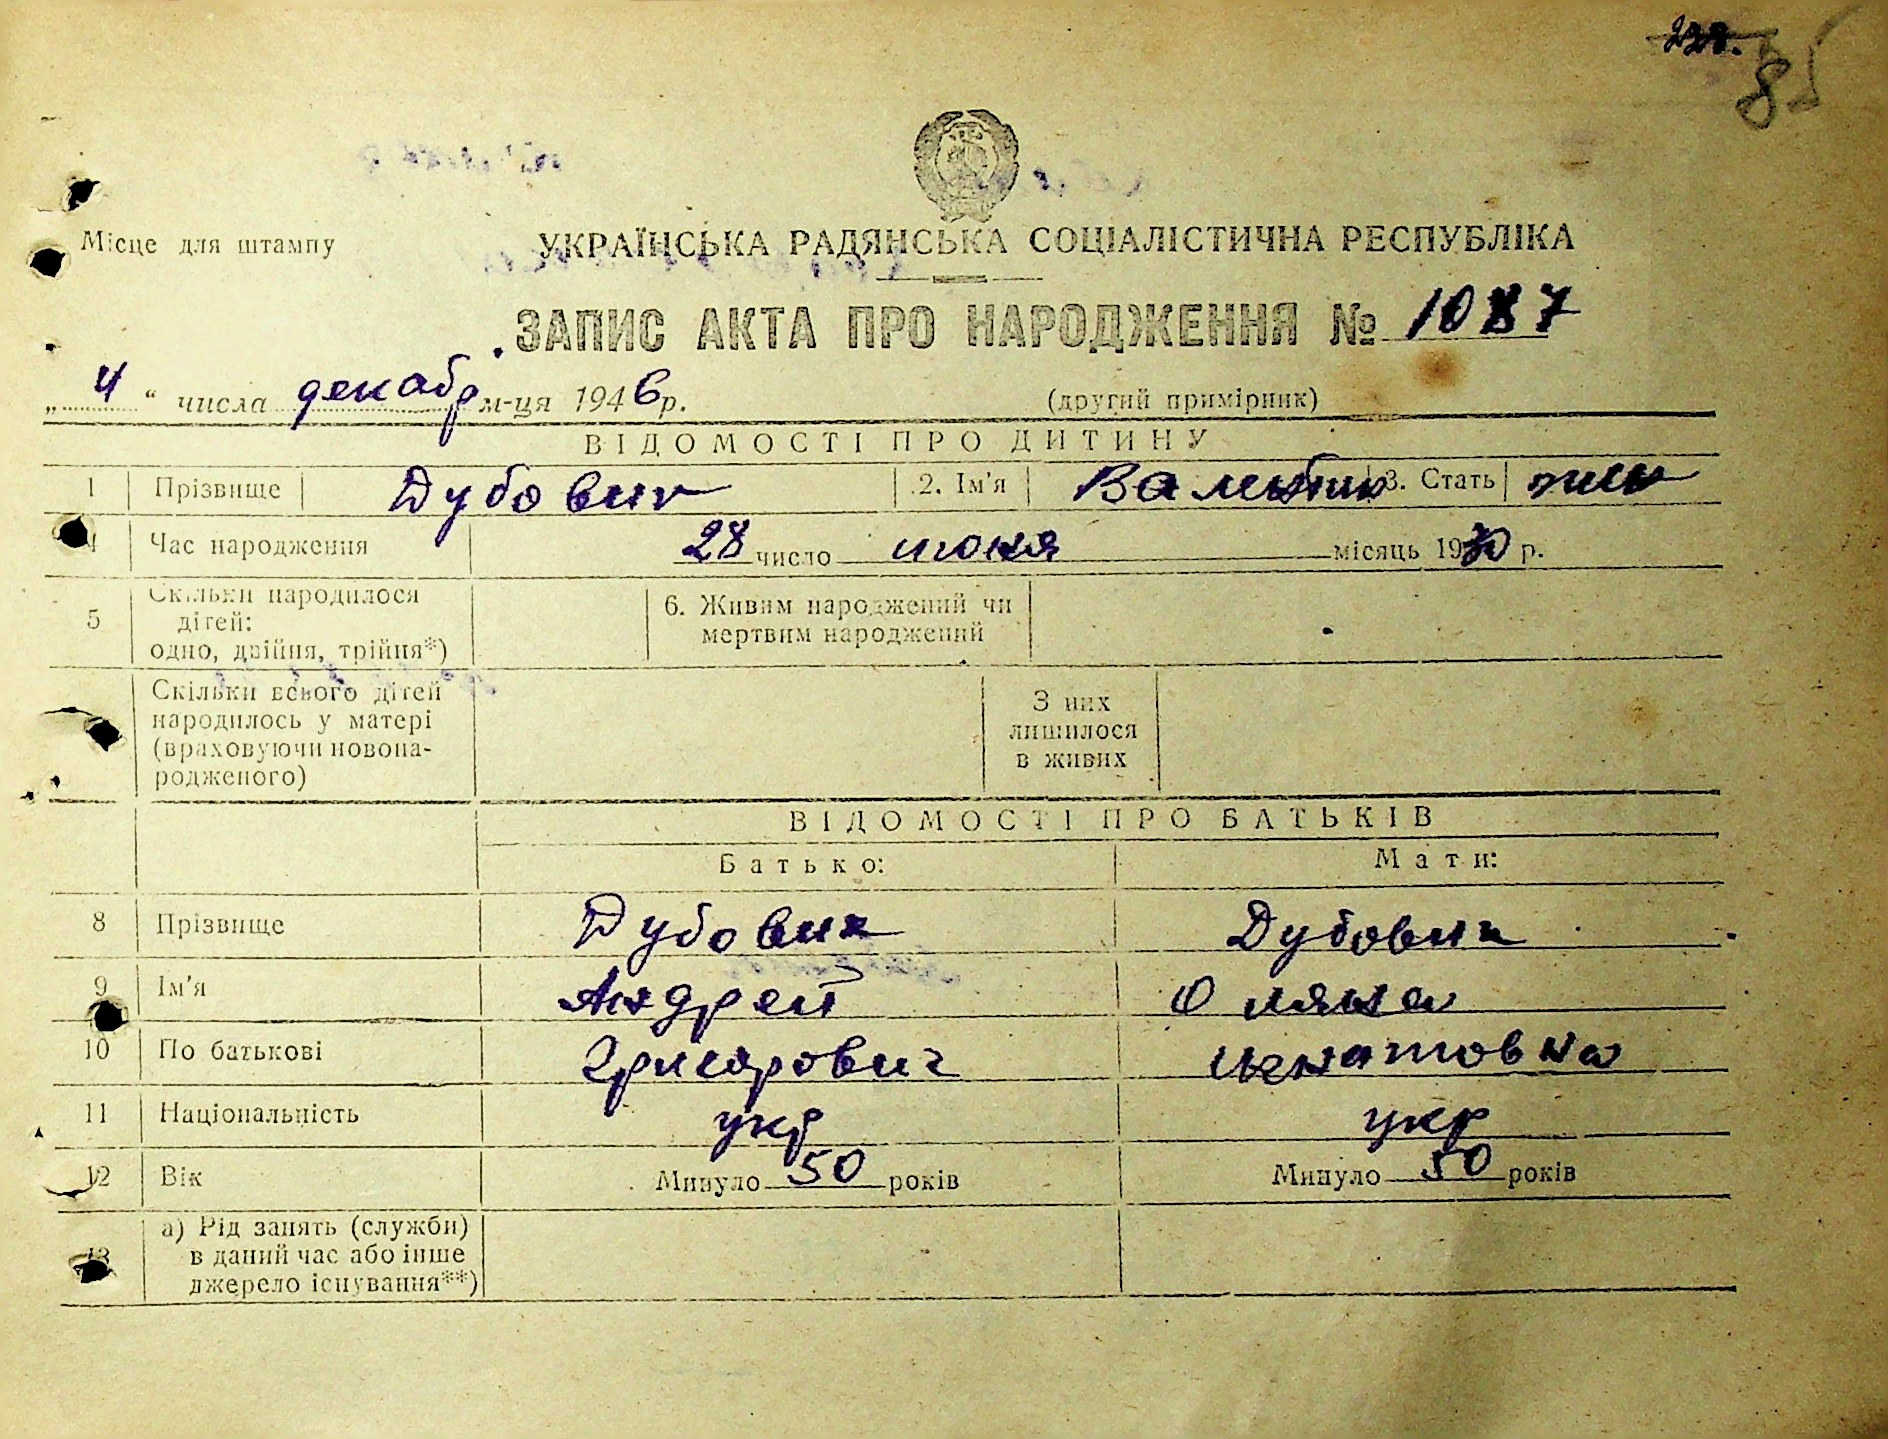 228.
85
Місце для штампу
УКРАЇНСЬКА РАДЯНСЬКА СОЦІАЛІСТИЧНА РЕСПУБЛІКА
ЗАПИС АКТА ПРО НАРОДЖЕННЯ № 1087
„4“ числа декабр м-ця 1946 р. (другий примірник)
ВІДОМОСТІ ПРО ДИТИНУ
1 Прізвище Дубовик 2. Ім'я Валентин 3. Стать
4 Час народження 28 число июня місяць 1930 р.
5 Скільки народилося дітей: одно, двійня, трійня*)
6. Живим народжений чи мертвим народжений
Скільки всього дітей народилось у матері (враховуючи новонародженого)
З них лишилося в живих
ВІДОМОСТІ ПРО БАТЬКІВ
Батько: Мати:
8 Прізвище Дубовик Дубовик
9 Ім'я Андрей Оляна
10 По батькові Григорович Игнатовна
11 Національність укр укр
12 Вік Минуло 50 років Минуло 50 років
13 а) Рід занять (служби) в даний час або інше джерело існування**)